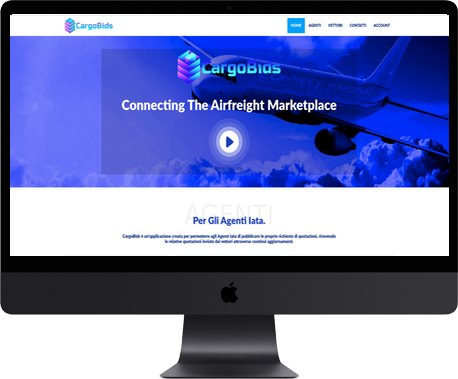 CargoBids
HOME AGENTI VETTORI CONTATTI ACCOUNT
CargoBids
Connecting The Airfreight Marketplace
AGENTI
Per Gli Agenti Iata.
CargoBids è un'applicazione creata per permettere agli Agenti Iata di pubblicare le proprie richieste di quotazioni, ricevendo
le relative quotazioni inviate dai vettori attraverso continui aggiornamenti.